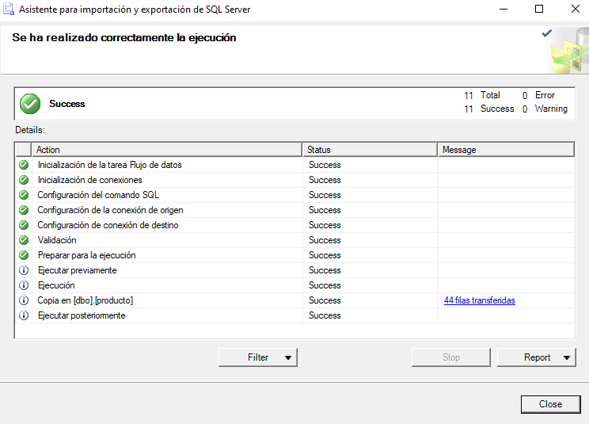 Asistente para importación y exportación de SQL Server
Se ha realizado correctamente la ejecución
Success
11 Total 0 Error
11 Success 0 Warning
Details:
Action Status Message
Inicialización de la tarea Flujo de datos Success
Inicialización de conexiones Success
Configuración del comando SQL Success
Configuración de la conexión de origen Success
Configuración de conexión de destino Success
Validación Success
Preparar para la ejecución Success
Ejecutar previamente Success
Ejecución Success
Copia en [dbo].[producto] Success 44 filas transferidas
Ejecutar posteriormente Success
Filter Stop Report
Close